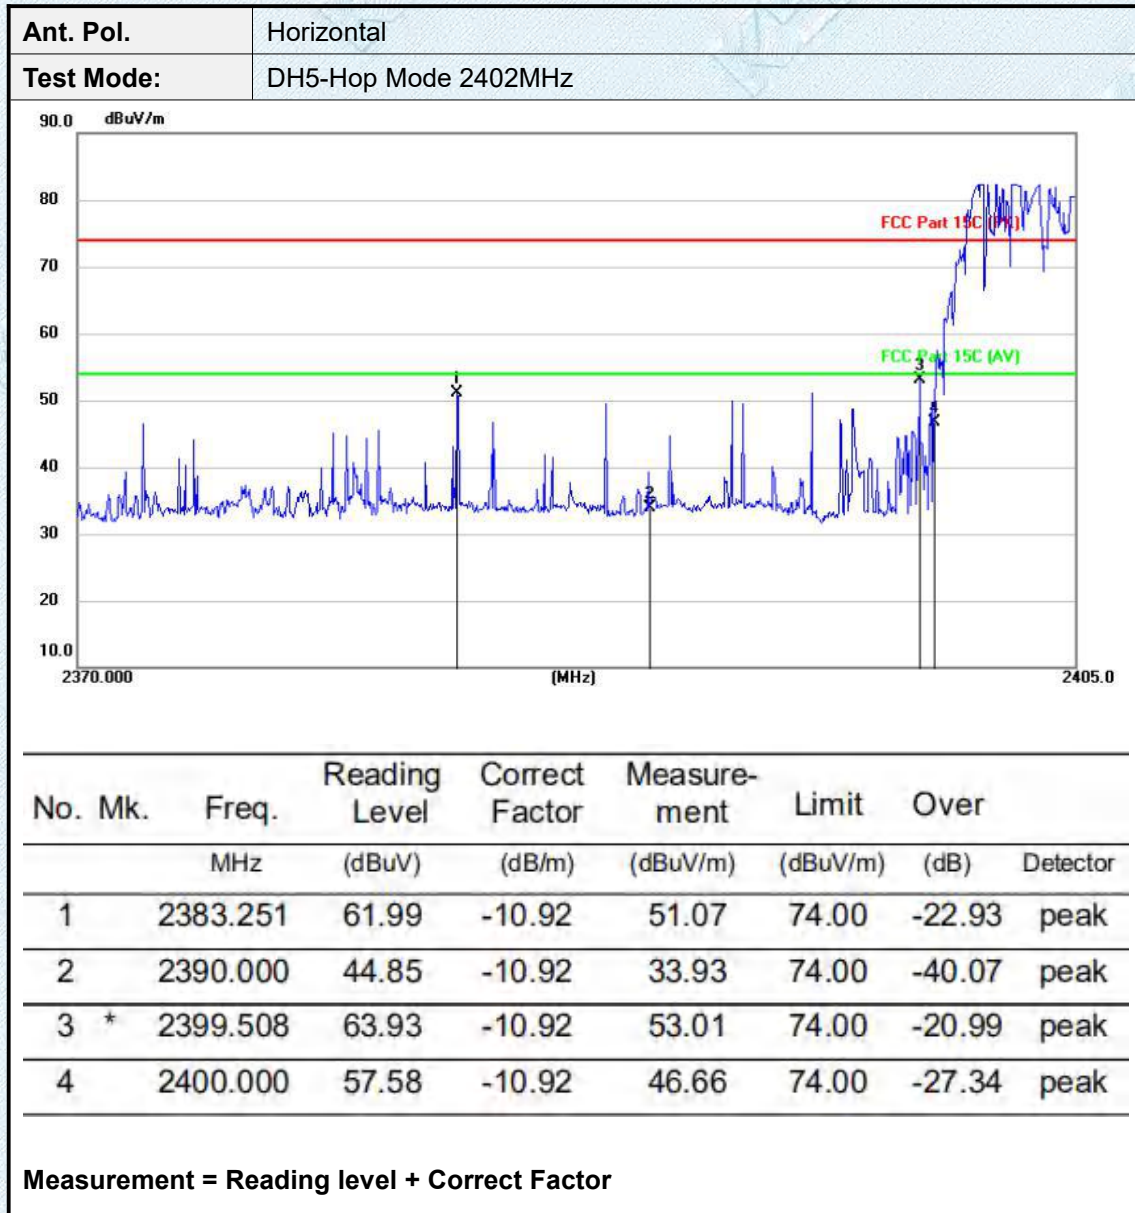 Ant. Pol. Horizontal
Test Mode: DH5-Hop Mode 2402MHz
90.0 dBuV/m
80
FCC Part 15C (PK)
70
60
FCC Part 15C (AV)
3
1
50
4
40
2
30
20
10.0
2370.000 (MHz) 2405.0
No. Mk. Freq. Reading Level Correct Factor Measure-ment Limit Over
MHz (dBuV) (dB/m) (dBuV/m) (dBuV/m) (dB) Detector
1 2383.251 61.99 -10.92 51.07 74.00 -22.93 peak
2 2390.000 44.85 -10.92 33.93 74.00 -40.07 peak
3 * 2399.508 63.93 -10.92 53.01 74.00 -20.99 peak
4 2400.000 57.58 -10.92 46.66 74.00 -27.34 peak
Measurement = Reading level + Correct Factor